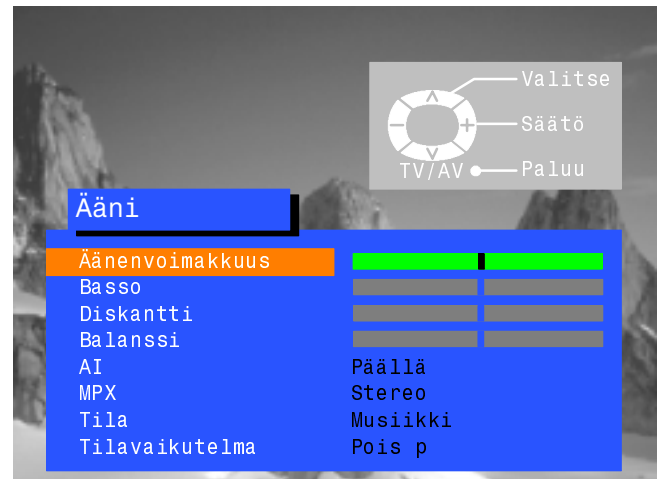 Valitse
Säätö
TV/AV Paluu
Ääni
Äänenvoimakkuus
Basso
Diskantti
Balanssi
AI Päällä
MPX Stereo
Tila Musiikki
Tilavaikutelma Pois p